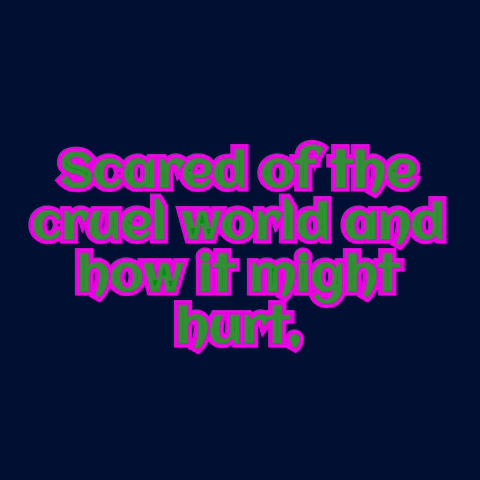 Scared of the
cruel world and
how it might
hurt,